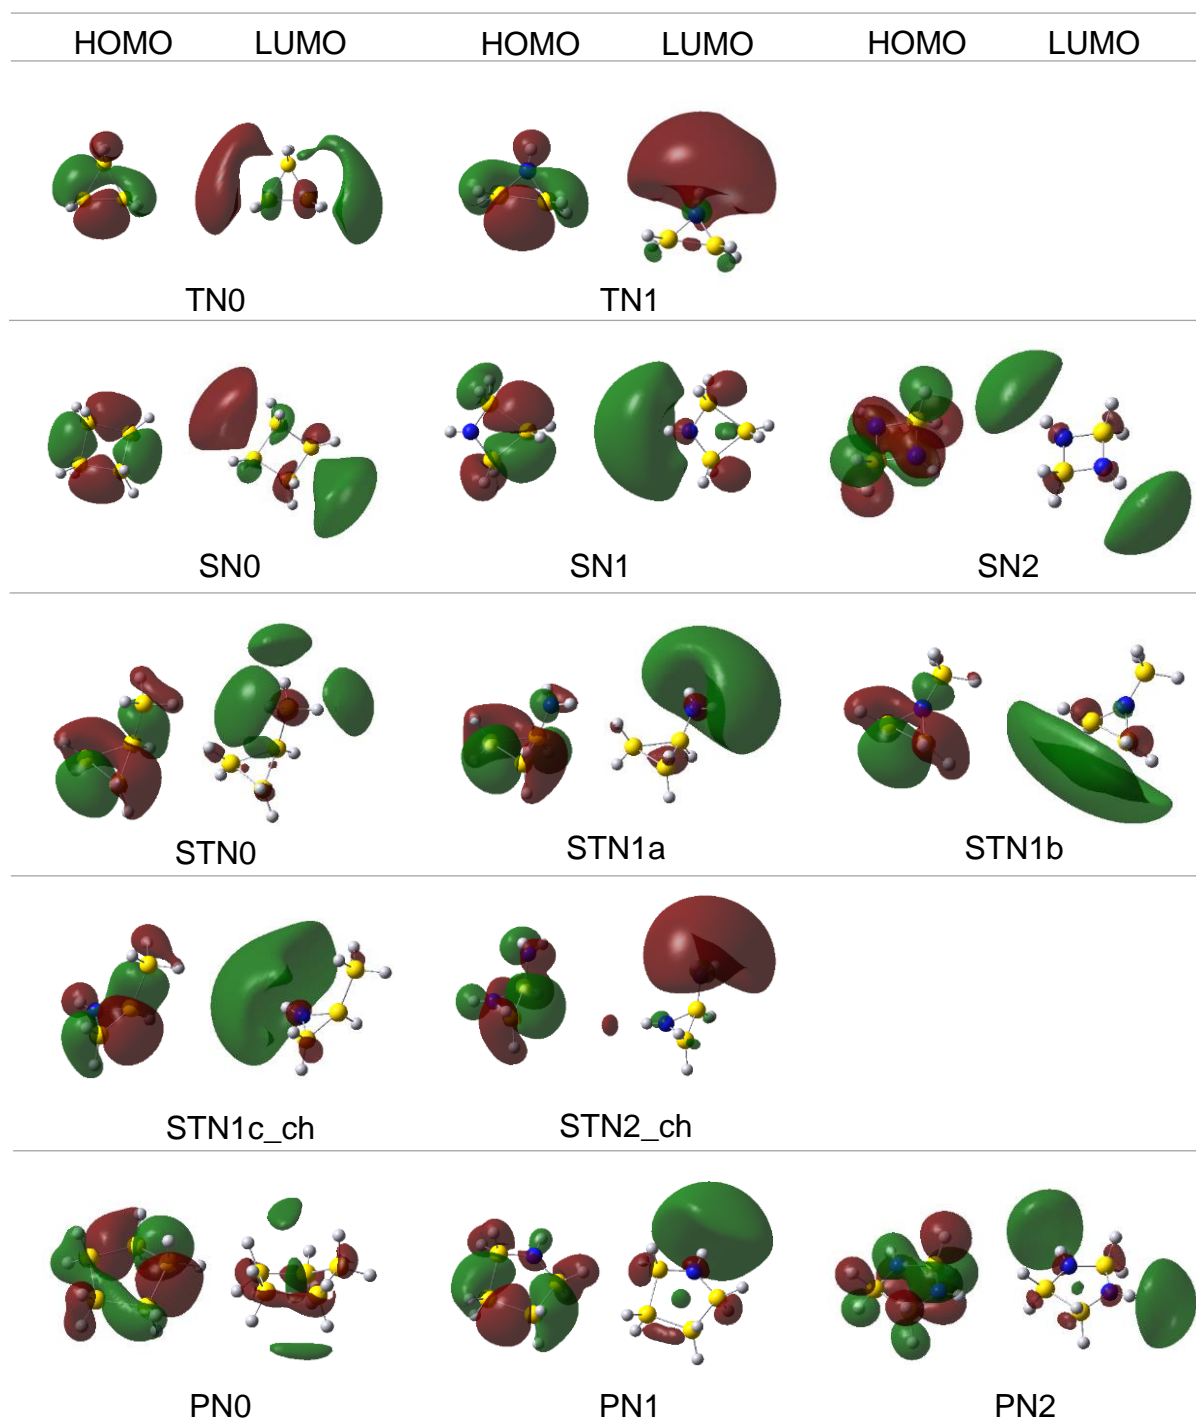 HOMO LUMO HOMO LUMO HOMO LUMO
TN0 TN1
SN0 SN1 SN2
STN0 STN1a STN1b
STN1c_ch STN2_ch
PN0 PN1 PN2